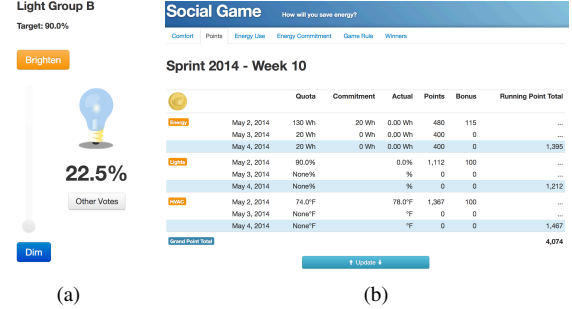 Light Group B
Target: 90.0%
Brighten
22.5%
Other Votes
Dim
(a)
Social Game How will you save energy?
Comfort Points Energy Use Energy Commitment Game Rule Winners
Sprint 2014 - Week 10
Quota Commitment Actual Points Bonus Running Point Total
Energy May 2, 2014 130 Wh 20 Wh 0.00 Wh 480 115 ...
May 3, 2014 20 Wh 0 Wh 0.00 Wh 400 0 ...
May 4, 2014 20 Wh 0 Wh 0.00 Wh 400 0 1,395
Lights May 2, 2014 90.0% 0.0% 1,112 100 ...
May 3, 2014 None% % 0 0 ...
May 4, 2014 None% % 0 0 1,212
HVAC May 2, 2014 74.0°F 78.0°F 1,367 100 ...
May 3, 2014 None°F °F 0 0 ...
May 4, 2014 None°F °F 0 0 1,467
Grand Point Total 4,074
Update
(b)